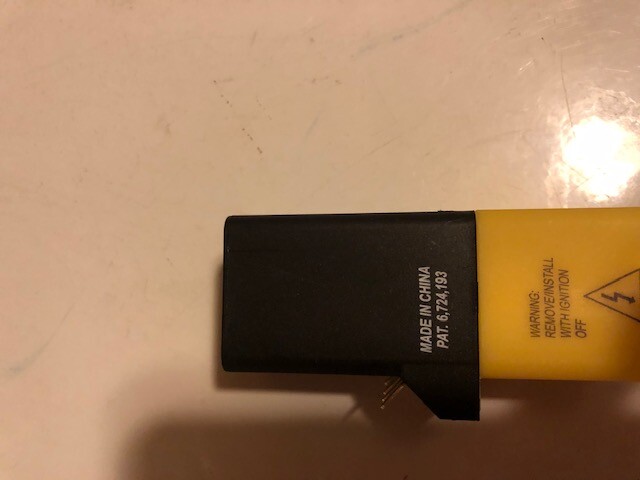 MADE IN CHINA
PAT. 6,724,193
WARNING:
REMOVE/INSTALL
WITH IGNITION
OFF